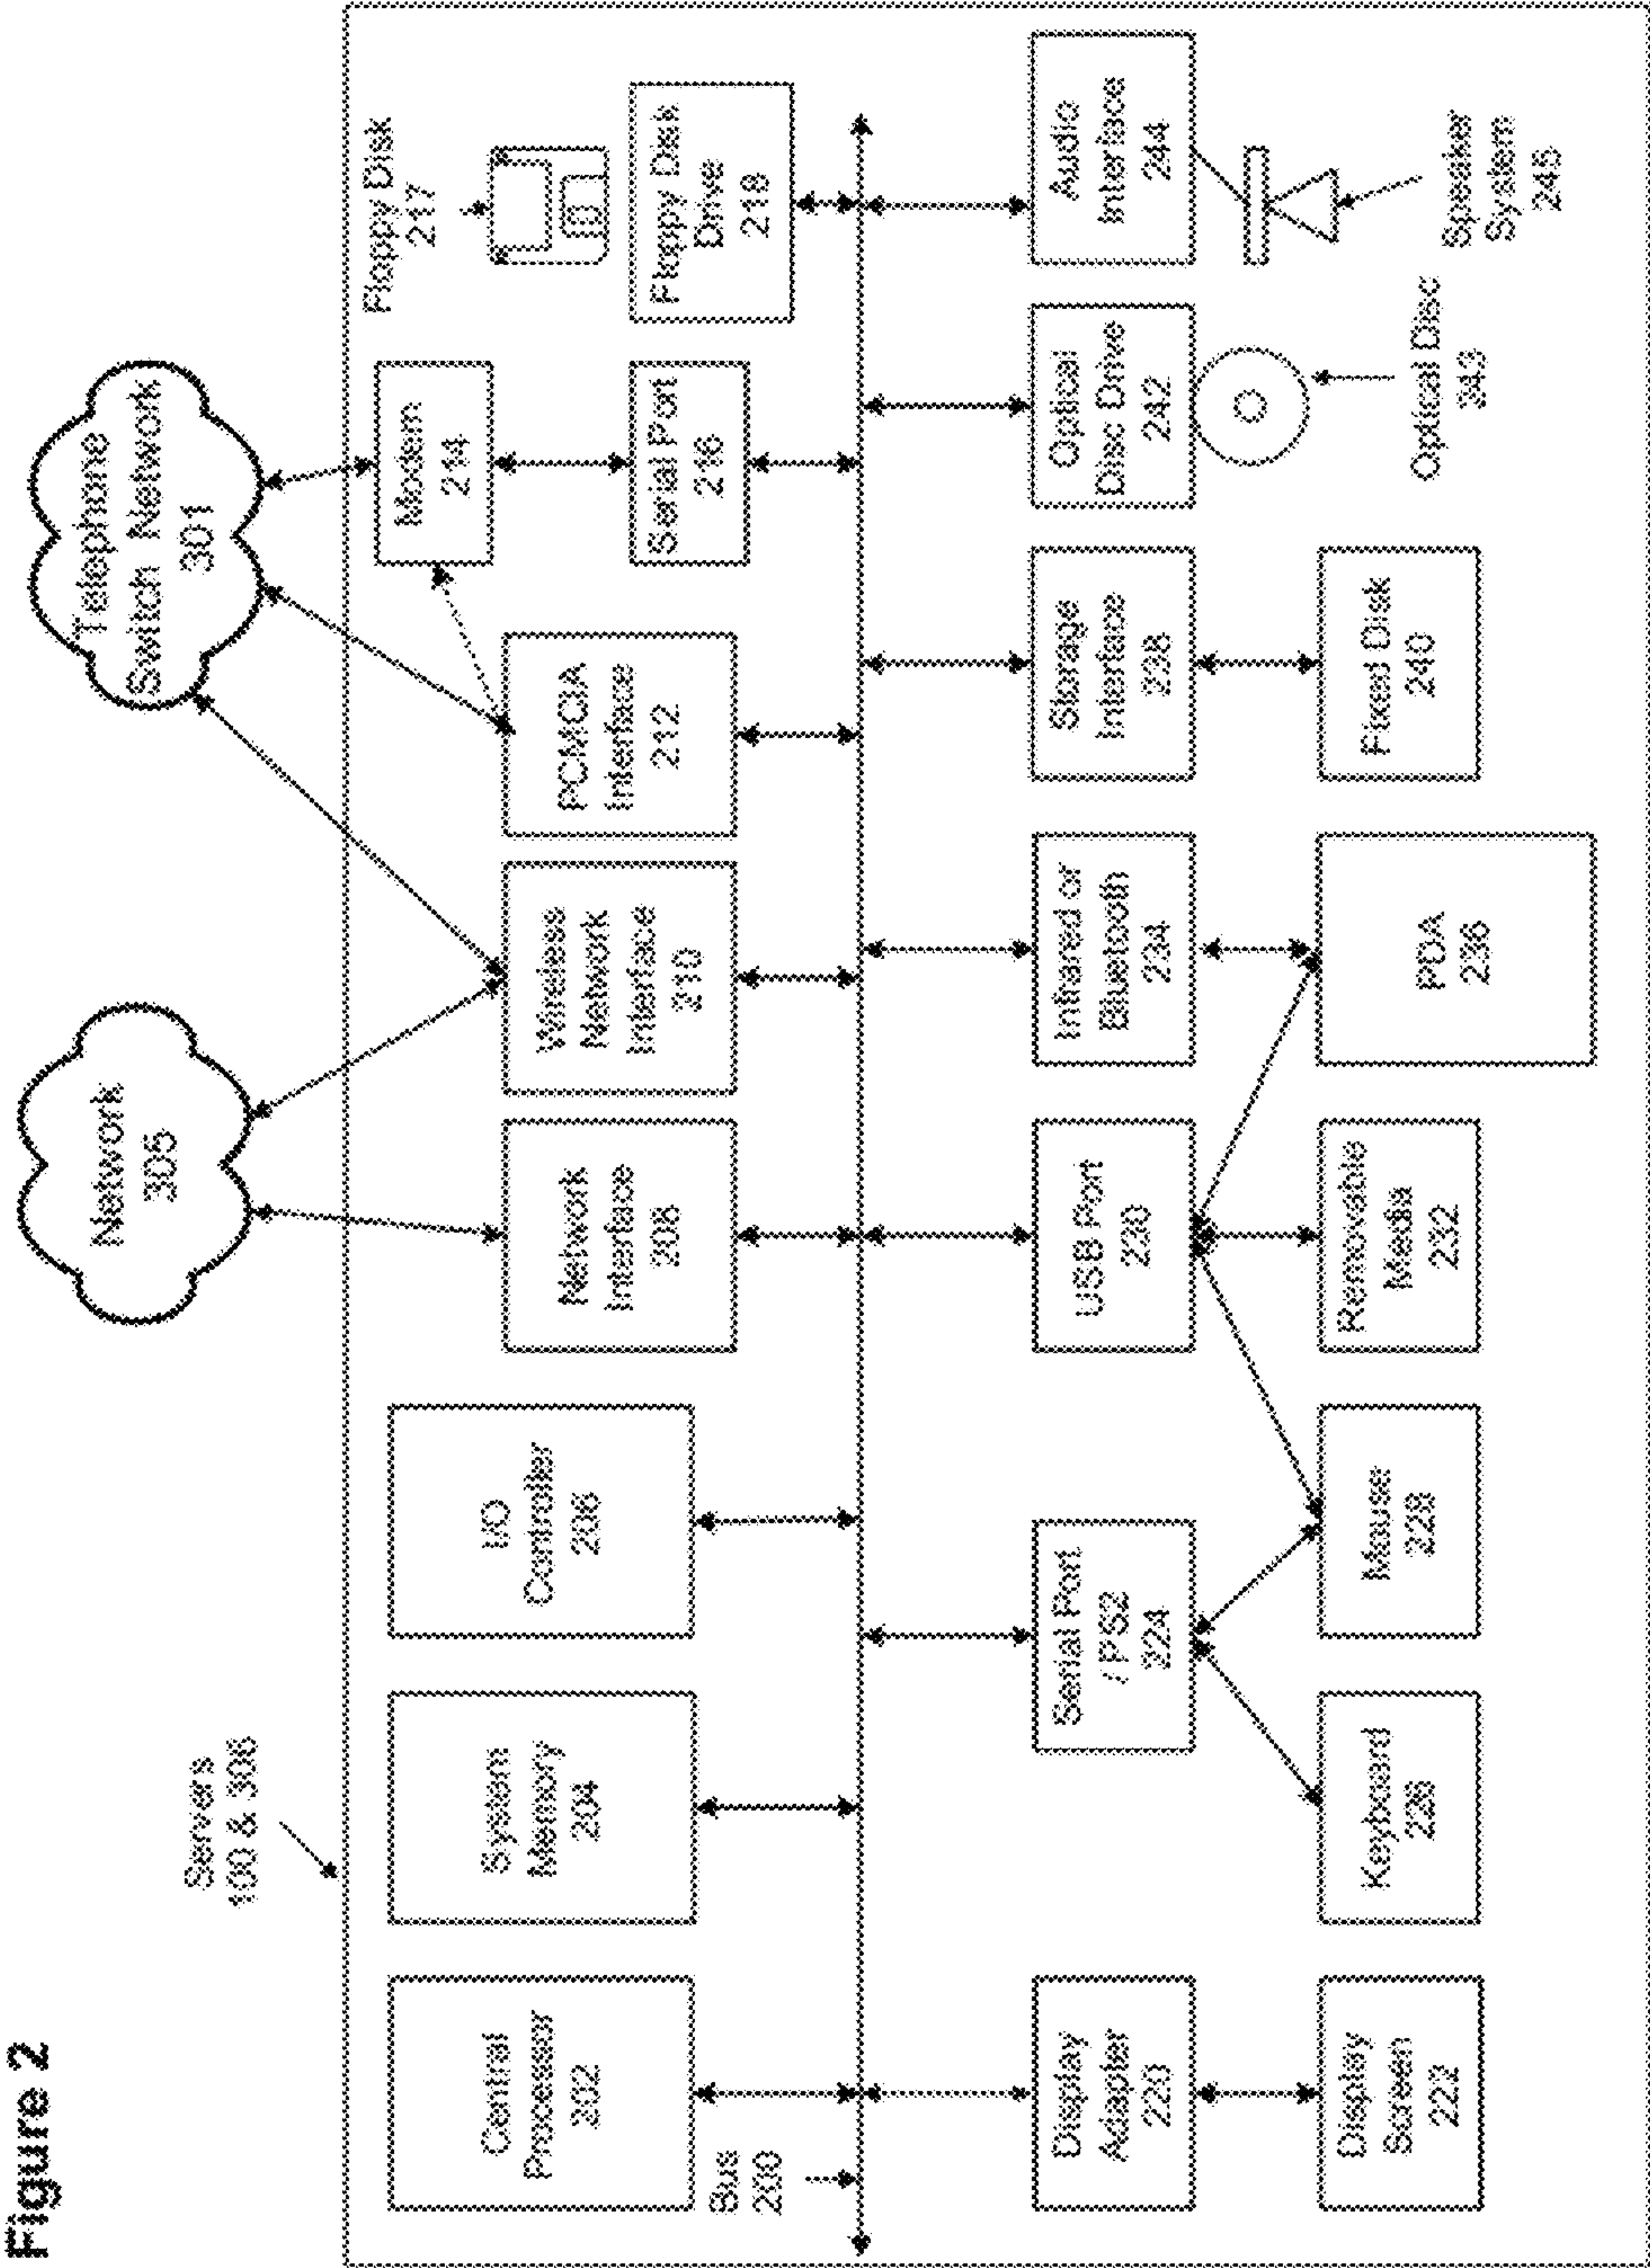 Figure 2
Servers
100 & 306
Network
305
Telephone
Switch Network
301
Central
Processor
202
System
Memory
204
I/O
Controller
206
Network
Interface
208
Wireless
Network
Interface
210
PCMCIA
Interface
212
Modem
214
Serial Port
216
Floppy Disk
217
Floppy Disk
Drive
218
Bus
200
Display
Adapter
220
Display
Screen
222
Serial Port
/ PS2
224
Keyboard
226
Mouse
228
USB Port
230
Removable
Media
232
Infrared or
Bluetooth
234
PDA
236
Storage
Interface
238
Fixed Disk
240
Optical
Disc Drive
242
Optical Disc
243
Audio
Interface
244
Speaker
System
245